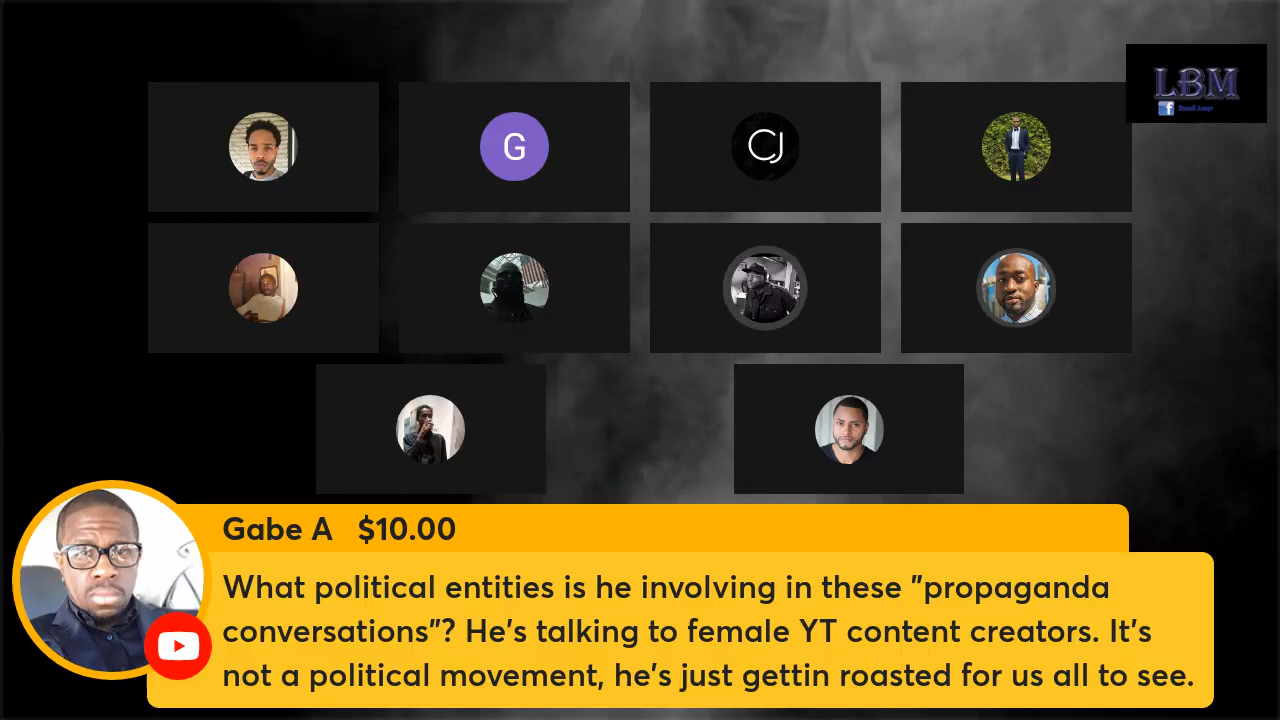 LBM
G
CJ
Gabe A $10.00
What political entities is he involving in these "propaganda
conversations"? He's talking to female YT content creators. It's
not a political movement, he's just gettin roasted for us all to see.